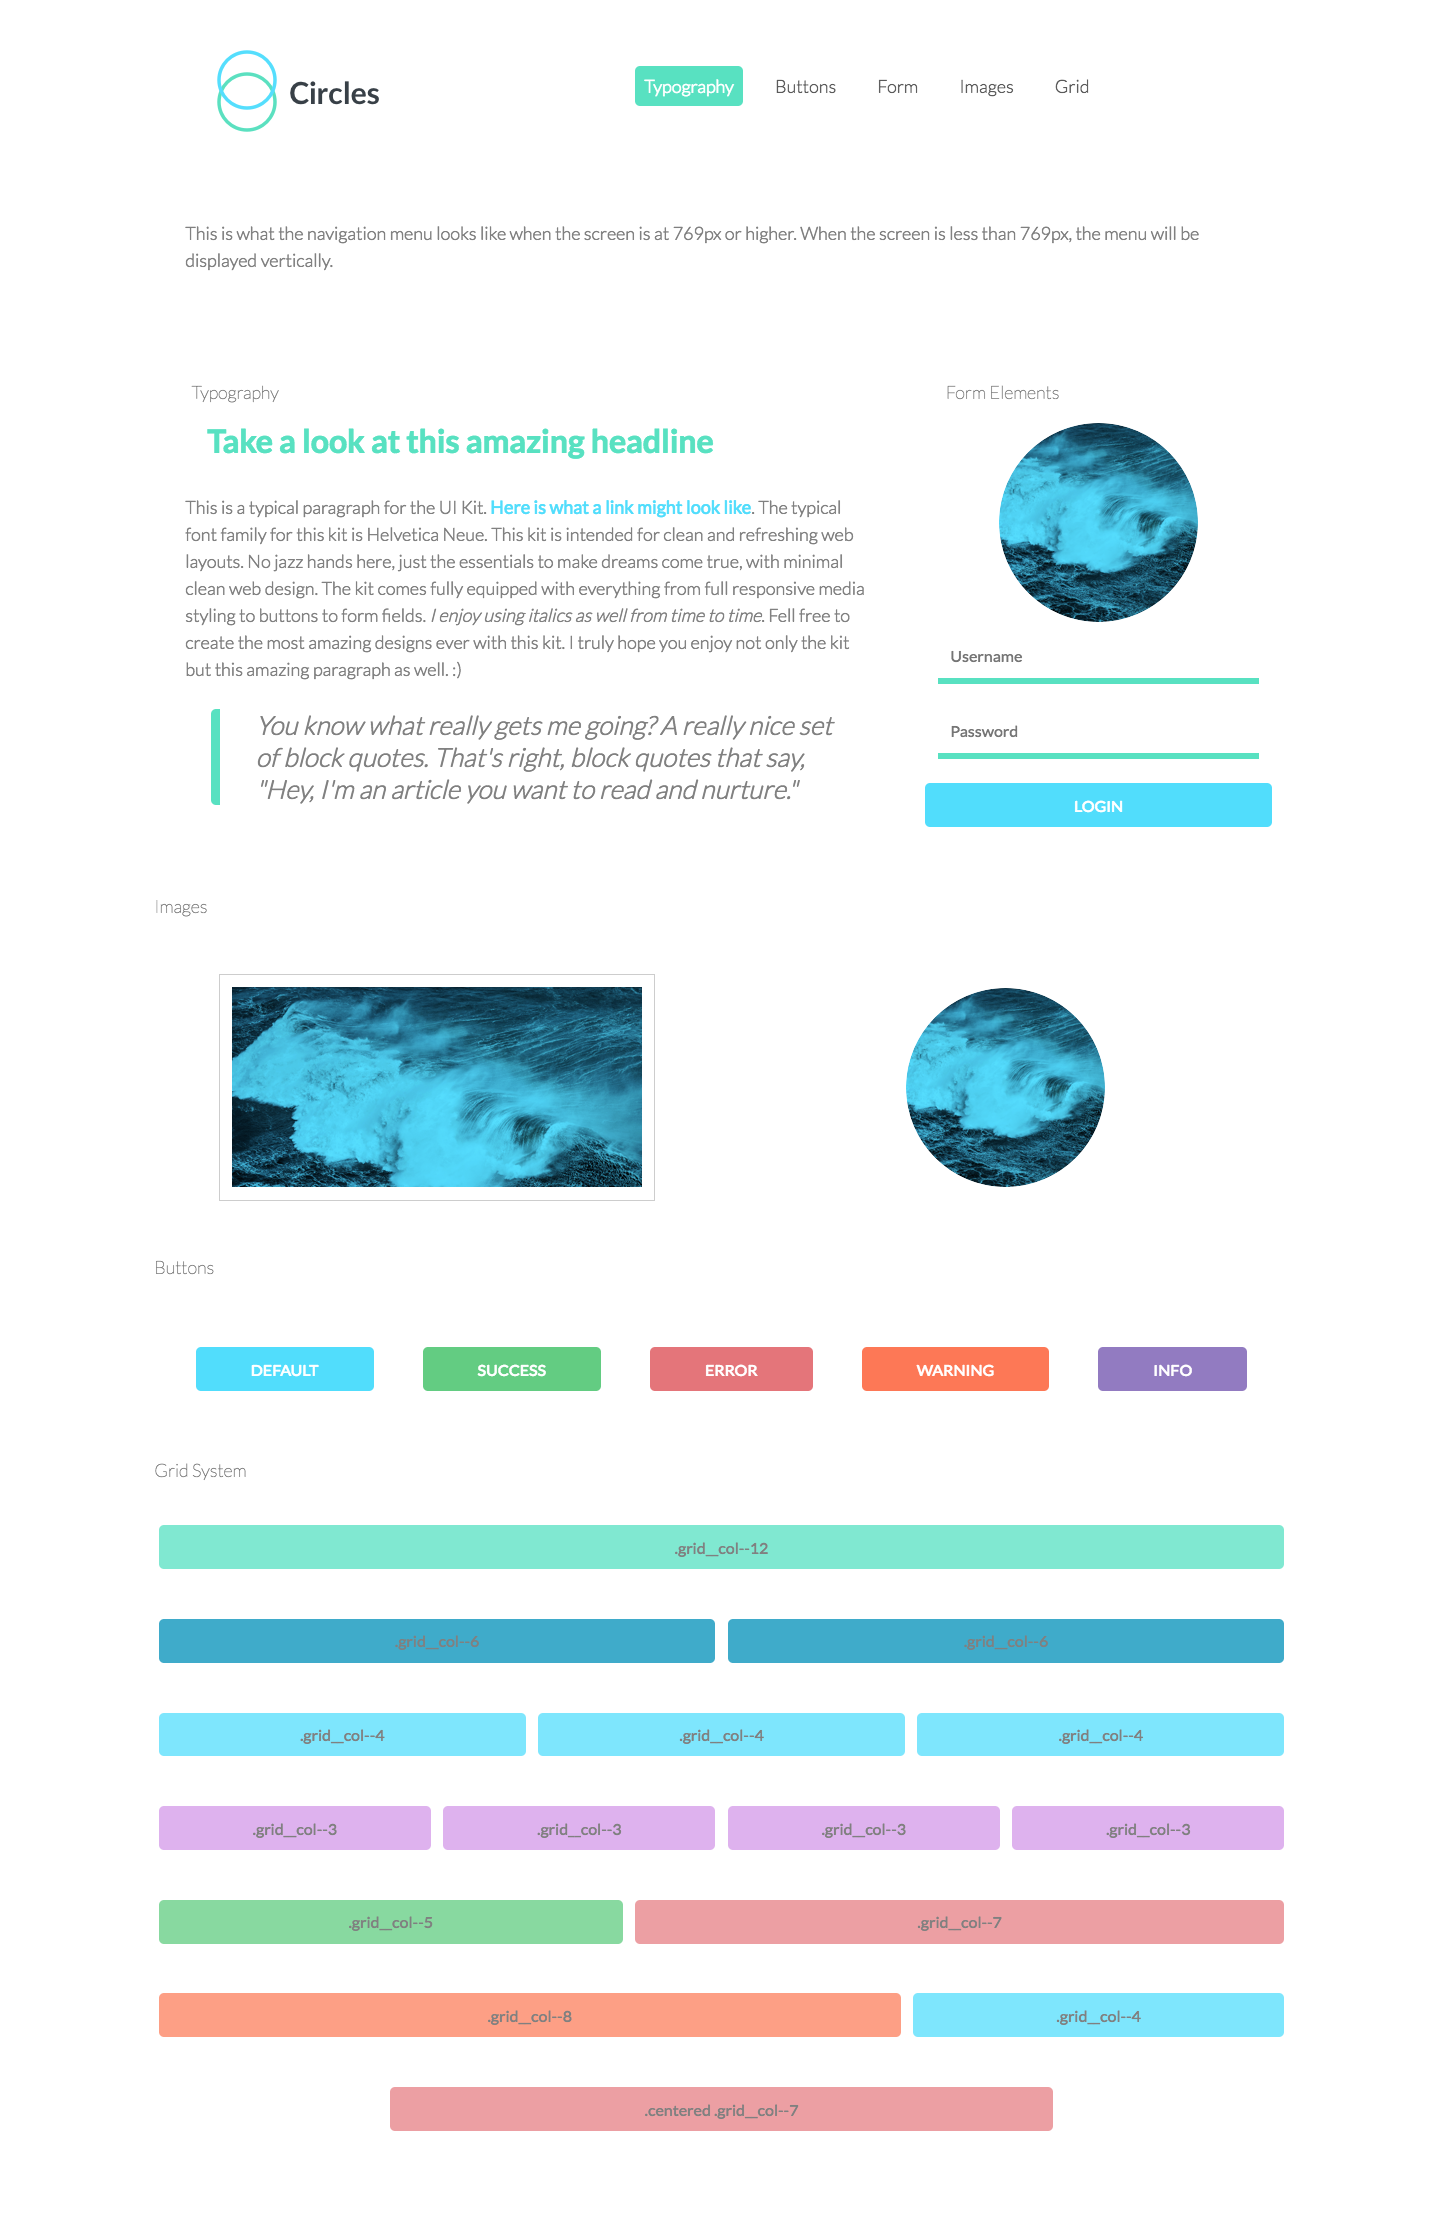 Circles
Typography Buttons Form Images Grid
This is what the navigation menu looks like when the screen is at 769px or higher. When the screen is less than 769px, the menu will be
displayed vertically.
Typography
Take a look at this amazing headline
This is a typical paragraph for the UI Kit. Here is what a link might look like. The typical
font family for this kit is Helvetica Neue. This kit is intended for clean and refreshing web
layouts. No jazz hands here, just the essentials to make dreams come true, with minimal
clean web design. The kit comes fully equipped with everything from full responsive media
styling to buttons to form fields. I enjoy using italics as well from time to time. Fell free to
create the most amazing designs ever with this kit. I truly hope you enjoy not only the kit
but this amazing paragraph as well. :)
You know what really gets me going? A really nice set
of block quotes. That's right, block quotes that say,
"Hey, I'm an article you want to read and nurture."
Form Elements
Username
Password
LOGIN
Images
Buttons
DEFAULT SUCCESS ERROR WARNING INFO
Grid System
.grid__col--12
.grid__col--6 .grid__col--6
.grid__col--4 .grid__col--4 .grid__col--4
.grid__col--3 .grid__col--3 .grid__col--3 .grid__col--3
.grid__col--5 .grid__col--7
.grid__col--8 .grid__col--4
.centered .grid__col--7